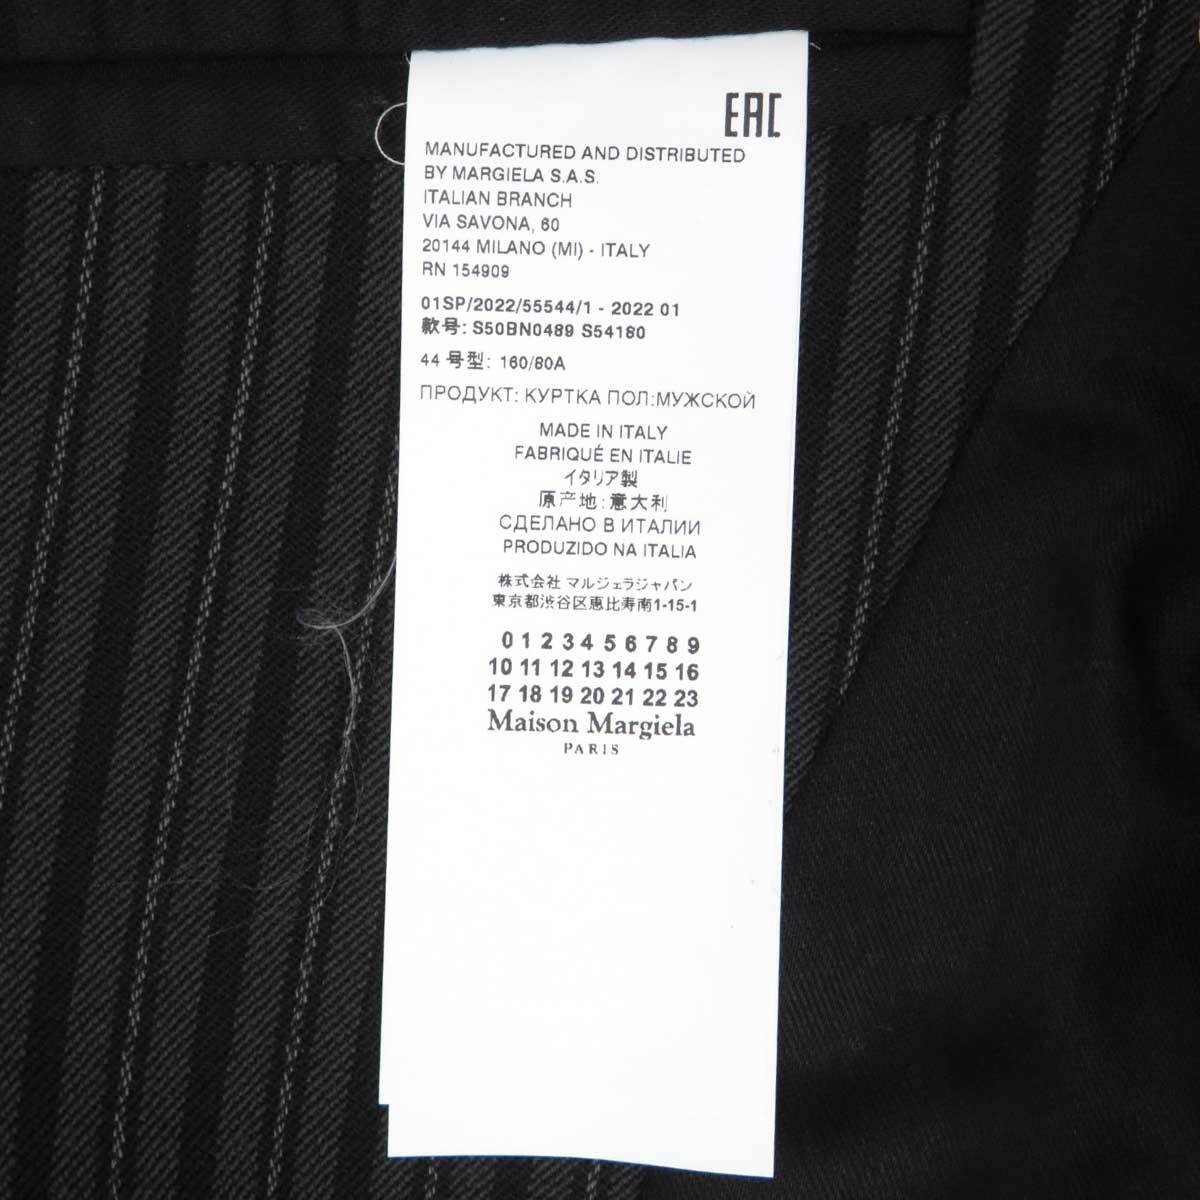 EAC
MANUFACTURED AND DISTRIBUTED
BY MARGIELA S.A.S.
ITALIAN BRANCH
VIA SAVONA, 60
20144 MILANO (MI) - ITALY
RN 154909
01SP/2022/55544/1 - 2022 01
款号: S50BN0489 S54180
44 号型: 160/80A
ПРОДУКТ: КУРТКА ПОЛ:МУЖСКОЙ
MADE IN ITALY
FABRIQUÉ EN ITALIE
イタリア製
原产地:意大利
СДЕЛАНО В ИТАЛИИ
PRODUZIDO NA ITALIA
株式会社 マルジェラジャパン
東京都渋谷区恵比寿南1-15-1
0 1 2 3 4 5 6 7 8 9
10 11 12 13 14 15 16
17 18 19 20 21 22 23
Maison Margiela
PARIS